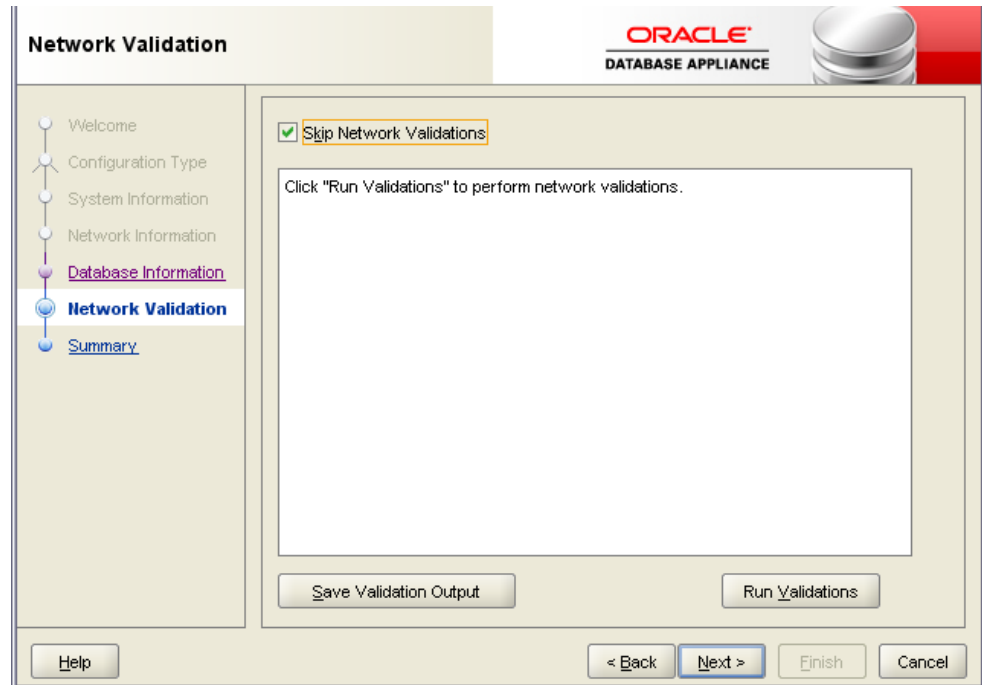 Network Validation
ORACLE
DATABASE APPLIANCE
Welcome
Configuration Type
System Information
Network Information
Database Information
Network Validation
Summary
Skip Network Validations
Click "Run Validations" to perform network validations.
Save Validation Output
Run Validations
Help
< Back
Next >
Finish
Cancel